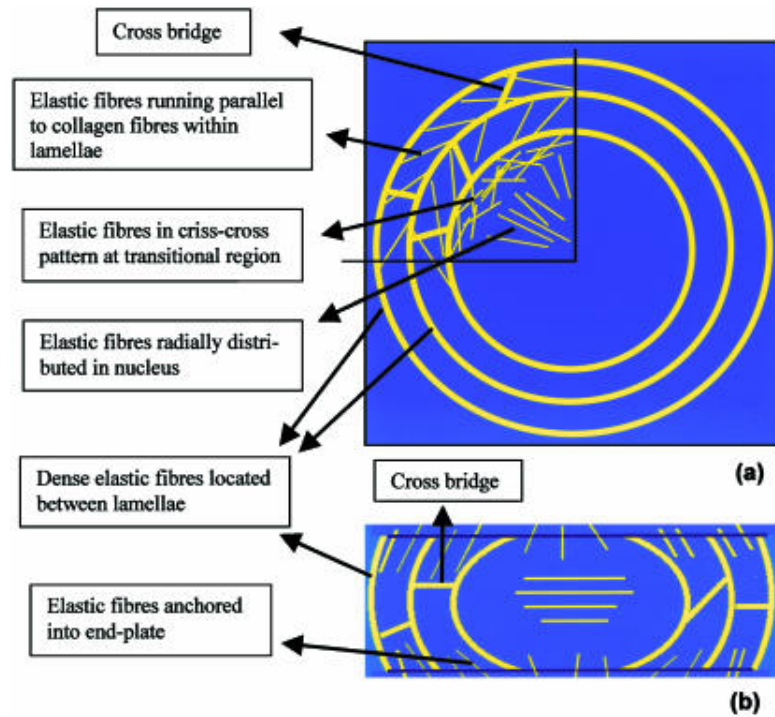 Cross bridge
Elastic fibres running parallel
to collagen fibres within
lamellae
Elastic fibres in criss-cross
pattern at transitional region
Elastic fibres radially distri-
buted in nucleus
Dense elastic fibres located
between lamellae
(a)
Cross bridge
Elastic fibres anchored
into end-plate
(b)